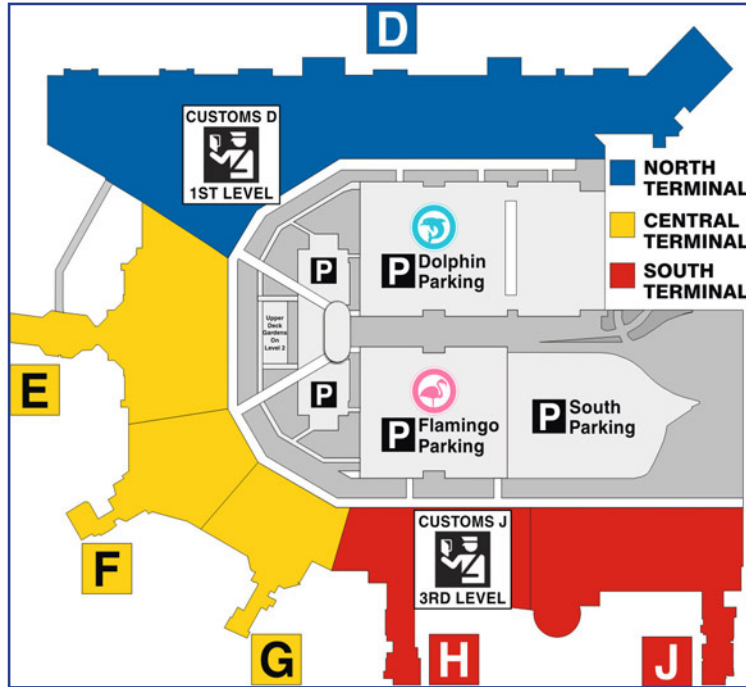 D
CUSTOMS D
1ST LEVEL
NORTH
TERMINAL
CENTRAL
TERMINAL
SOUTH
TERMINAL
P
P Dolphin
Parking
Upper
Deck
Gardens
On
Level 2
E
P
P Flamingo
Parking
P South
Parking
CUSTOMS J
3RD LEVEL
F
G
H
J